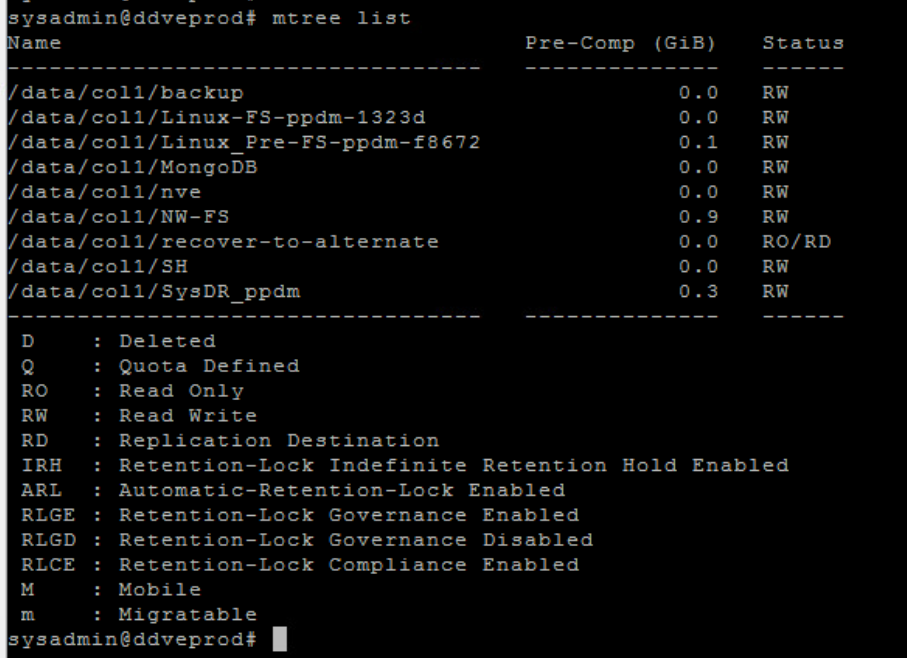 sysadmin@ddveprod# mtree list
Name                                 Pre-Comp (GiB)   Status
----------------------------------   --------------   ------
/data/col1/backup                               0.0   RW
/data/col1/Linux-FS-ppdm-1323d                  0.0   RW
/data/col1/Linux_Pre-FS-ppdm-f8672              0.1   RW
/data/col1/MongoDB                              0.0   RW
/data/col1/nve                                  0.0   RW
/data/col1/NW-FS                                0.9   RW
/data/col1/recover-to-alternate                 0.0   RO/RD
/data/col1/SH                                   0.0   RW
/data/col1/SysDR_ppdm                           0.3   RW
----------------------------------   --------------   ------
 D    : Deleted
 Q    : Quota Defined
 RO   : Read Only
 RW   : Read Write
 RD   : Replication Destination
 IRH  : Retention-Lock Indefinite Retention Hold Enabled
 ARL  : Automatic-Retention-Lock Enabled
 RLGE : Retention-Lock Governance Enabled
 RLGD : Retention-Lock Governance Disabled
 RLCE : Retention-Lock Compliance Enabled
 M    : Mobile
 m    : Migratable
sysadmin@ddveprod#